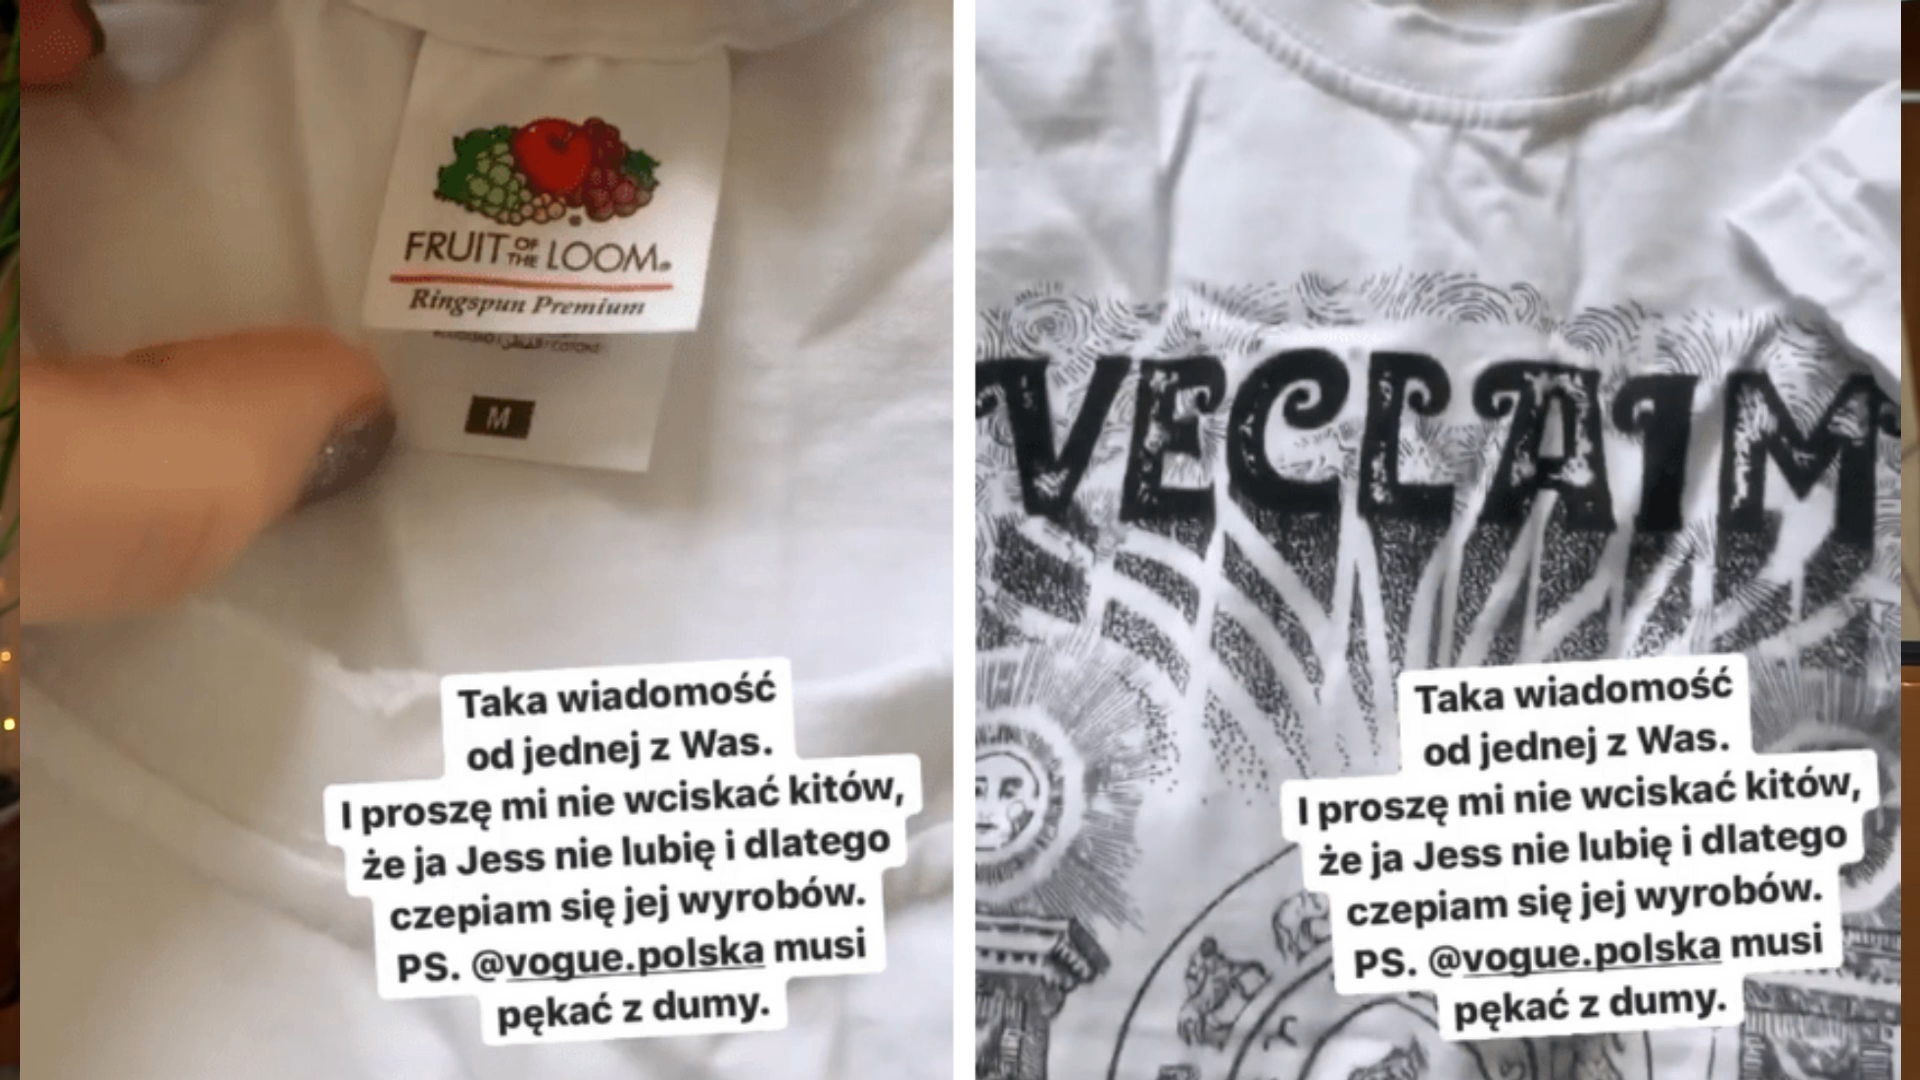 FRUIT OF THE LOOM®
Ringspun Premium
M
Taka wiadomość
od jednej z Was.
I proszę mi nie wciskać kitów,
że ja Jess nie lubię i dlatego
czepiam się jej wyrobów.
PS. @vogue.polska musi
pękać z dumy.
VECLAIM
Taka wiadomość
od jednej z Was.
I proszę mi nie wciskać kitów,
że ja Jess nie lubię i dlatego
czepiam się jej wyrobów.
PS. @vogue.polska musi
pękać z dumy.